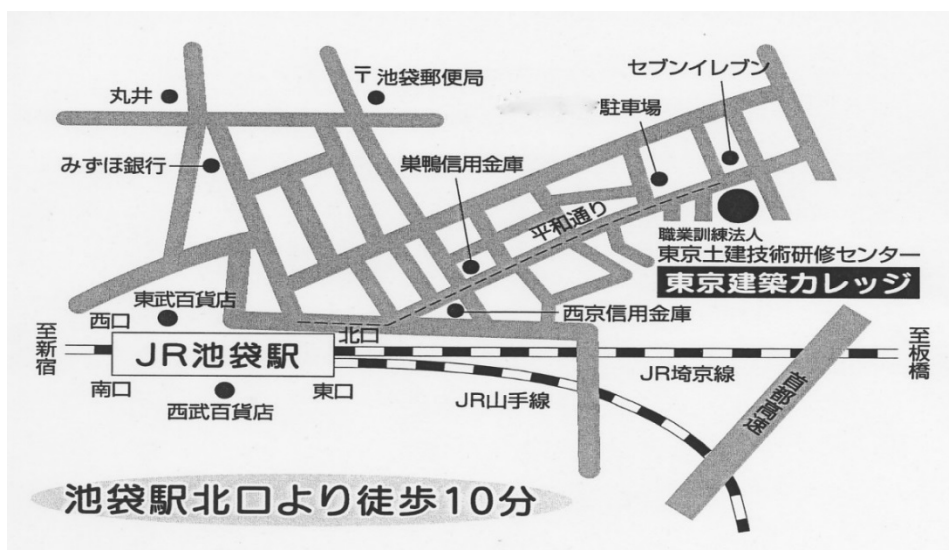 セブンイレブン
〒池袋郵便局
丸井
駐車場
みずほ銀行
巣鴨信用金庫
平和通り
職業訓練法人
東京土建技術研修センター
東京建築カレッジ
東武百貨店
西口
北口
西京信用金庫
至新宿
JR池袋駅
至板橋
南口
東口
西武百貨店
JR埼京線
JR山手線
首都高速
池袋駅北口より徒歩10分